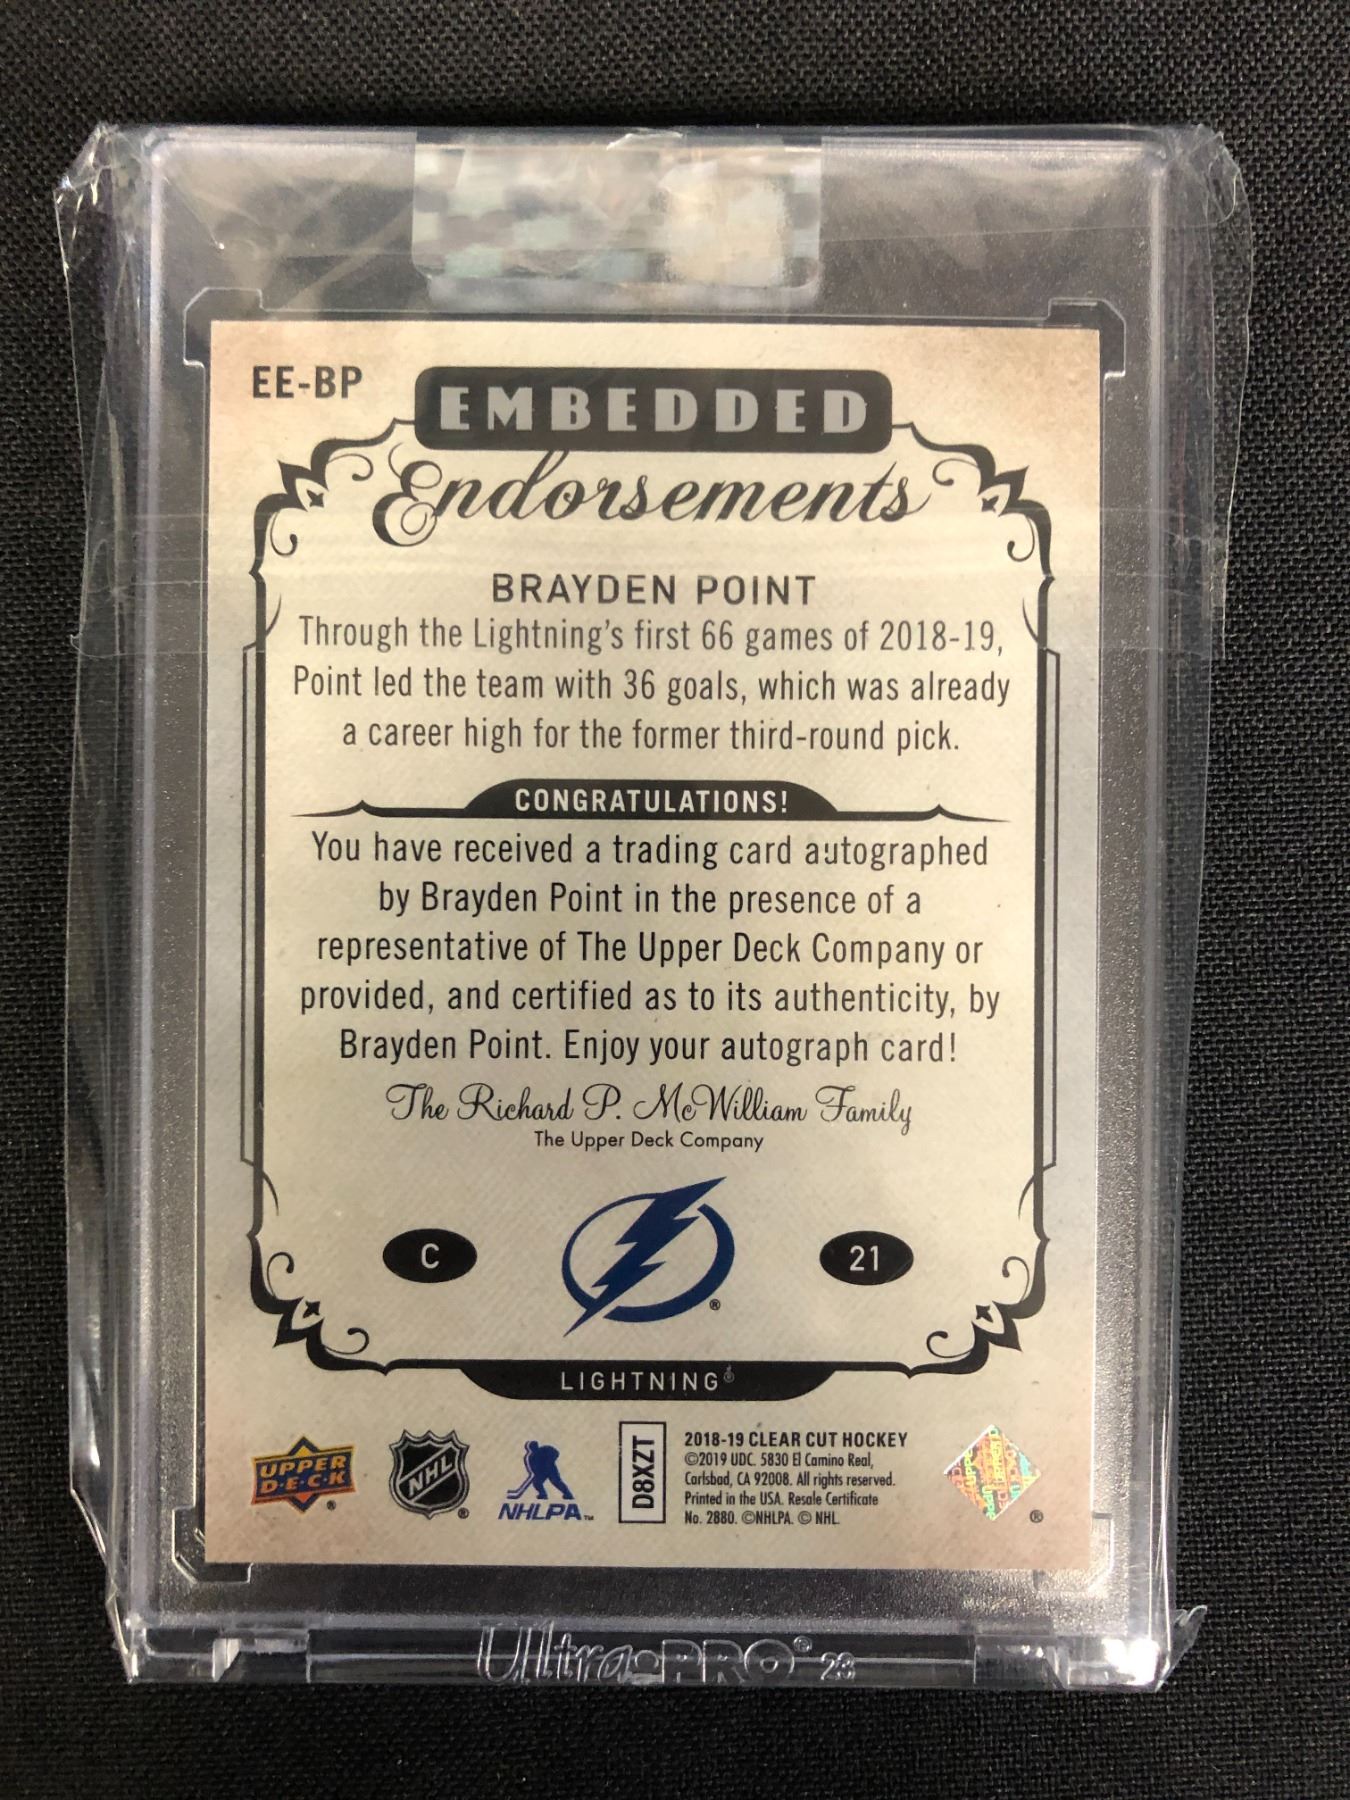 EE-BP
EMBEDDED
Endorsements
BRAYDEN POINT
Through the Lightning's first 66 games of 2018-19,
Point led the team with 36 goals, which was already
a career high for the former third-round pick.
CONGRATULATIONS!
You have received a trading card autographed
by Brayden Point in the presence of a
representative of The Upper Deck Company or
provided, and certified as to its authenticity, by
Brayden Point. Enjoy your autograph card!
The Richard P. McWilliam Family
The Upper Deck Company
C
21
®
LIGHTNING®
UPPER
D·E·C·K
®
NHL
®
NHLPA™
D8XZT
2018-19 CLEAR CUT HOCKEY
©2019 UDC. 5830 El Camino Real,
Carlsbad, CA 92008. All rights reserved.
Printed in the USA. Resale Certificate
No. 2880. ©NHLPA. © NHL.
®
Ultra·PRO® 23